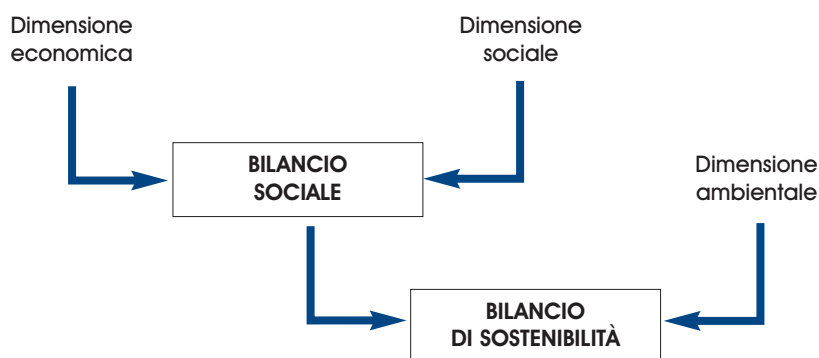 Dimensione
economica
Dimensione
sociale
BILANCIO
SOCIALE
Dimensione
ambientale
BILANCIO
DI SOSTENIBILITÀ